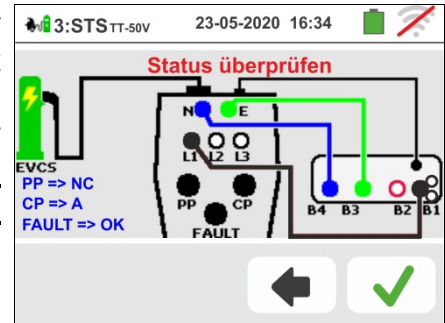 3:STS TT-50V 23-05-2020 16:34
Status überprüfen
N E
L1 L2 L3
EVCS
PP => NC
CP => A
FAULT => OK
PP CP
FAULT
B4 B3 B2 B1